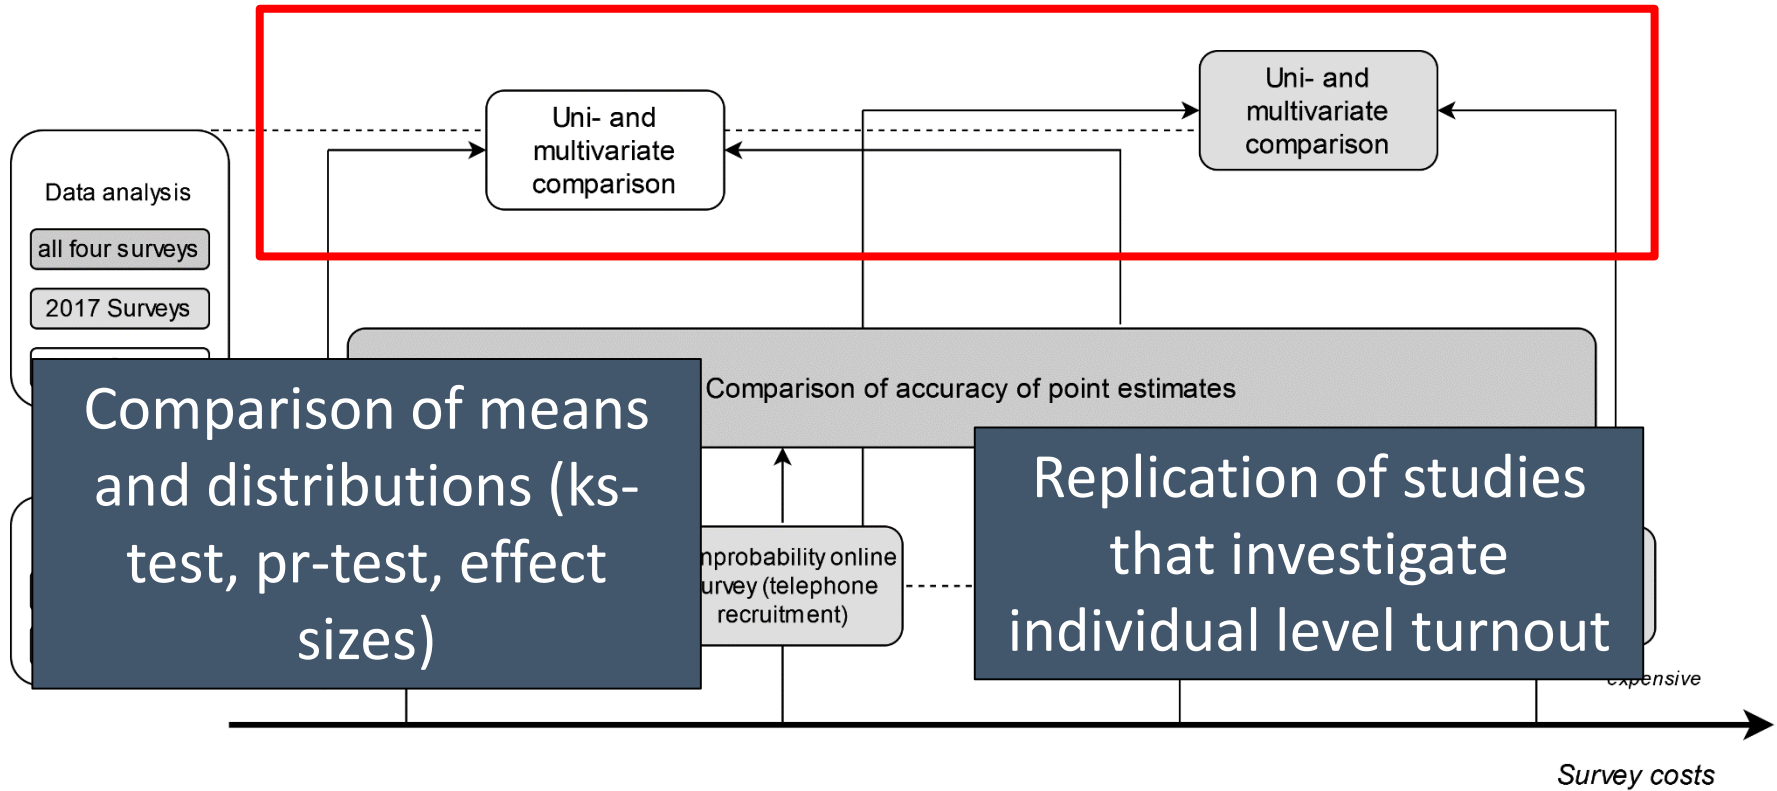 Uni- and
multivariate
comparison
Uni- and
multivariate
comparison
Data analysis
all four surveys
2017 Surveys
Comparison of accuracy of point estimates
Comparison of means
and distributions (ks-
test, pr-test, effect
sizes)
Replication of studies
that investigate
individual level turnout
nprobability online
urvey (telephone
recruitment)
expensive
Survey costs